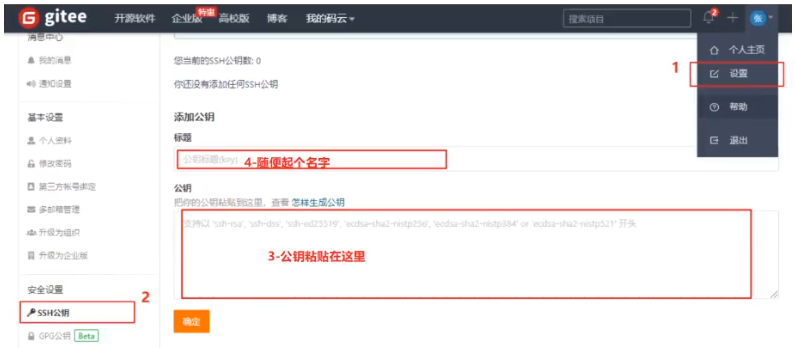 gitee 开源软件 企业版 特惠 高校版 博客 我的码云 搜索项目 2 张
消息中心
我的消息
通知设置
基本设置
个人资料
修改密码
第三方帐号绑定
多邮箱管理
升级为组织
升级为企业版
安全设置
2
SSH公钥
GPG公钥 Beta
您当前的SSH公钥数: 0
你还没有添加任何SSH公钥
添加公钥
标题
公钥标题(key) 4-随便起个名字
公钥
把你的公钥粘贴到这里，查看 怎样生成公钥
支持以 'ssh-rsa', 'ssh-dss', 'ssh-ed25519', 'ecdsa-sha2-nistp256', 'ecdsa-sha2-nistp384' or 'ecdsa-sha2-nistp521' 开头
3-公钥粘贴在这里
确定
个人主页
1
设置
帮助
退出